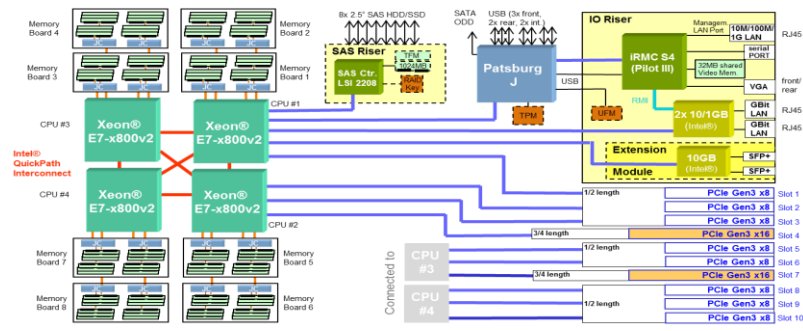 Memory
Board 4
Memory
Board 2
Memory
Board 3
Memory
Board 1
JC
JC
JC
JC
8x 2.5" SAS HDD/SSD
SAS Riser
TFM
1024MB
SAS Ctr.
LSI 2208
RAID
Key
SATA
ODD
USB (3x front,
2x rear, 2x int.)
Patsburg
J
USB
TPM
UFM
IO Riser
Managem.
LAN Port
10M/100M/
1G LAN
RJ45
iRMC S4
(Pilot III)
serial
PORT
32MB shared
Video Mem.
VGA
front/
rear
RMII
2x 10/1GB
(Intel®)
GBit
LAN
RJ45
GBit
LAN
RJ45
Extension
Module
10GB
(Intel®)
SFP+
SFP+
CPU #1
CPU #3
Xeon®
E7-x800v2
Xeon®
E7-x800v2
Intel®
QuickPath
Interconnect
CPU #4
Xeon®
E7-x800v2
Xeon®
E7-x800v2
CPU #2
JC
JC
JC
JC
Memory
Board 7
Memory
Board 5
Memory
Board 8
Memory
Board 6
1/2 length
PCIe Gen3 x8
Slot 1
PCIe Gen3 x8
Slot 2
PCIe Gen3 x8
Slot 3
3/4 length
PCIe Gen3 x16
Slot 4
Connected to
CPU
#3
1/2 length
PCIe Gen3 x8
Slot 5
PCIe Gen3 x8
Slot 6
3/4 length
PCIe Gen3 x16
Slot 7
CPU
#4
1/2 length
PCIe Gen3 x8
Slot 8
PCIe Gen3 x8
Slot 9
PCIe Gen3 x8
Slot 10